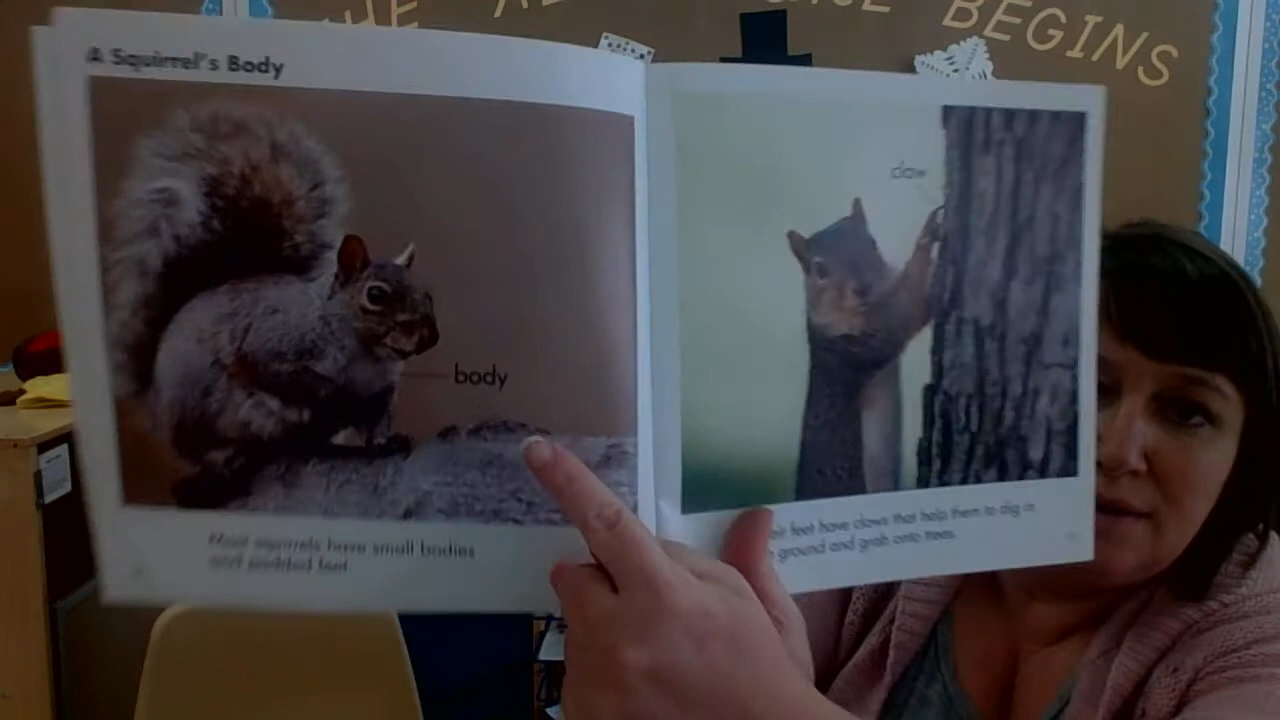 THE BEGINS
A Squirrel's Body
body
Most squirrels have small bodies
and padded feet.
claw
feet have claws that help them to dig in
ground and grab onto trees.